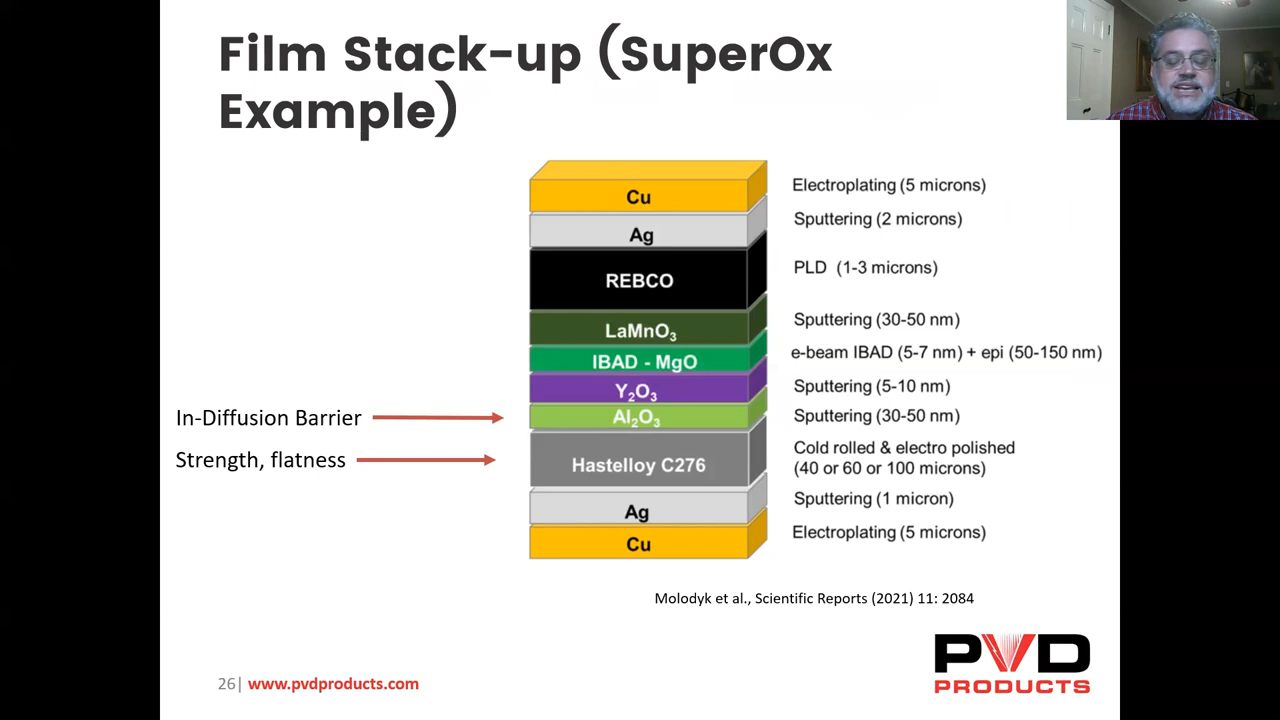 Film Stack-up (SuperOx
Example)
Cu
Electroplating (5 microns)
Ag
Sputtering (2 microns)
REBCO
PLD (1-3 microns)
LaMnO₃
Sputtering (30-50 nm)
IBAD - MgO
e-beam IBAD (5-7 nm) + epi (50-150 nm)
Y₂O₃
Sputtering (5-10 nm)
In-Diffusion Barrier
Al₂O₃
Sputtering (30-50 nm)
Strength, flatness
Hastelloy C276
Cold rolled & electro polished
(40 or 60 or 100 microns)
Ag
Sputtering (1 micron)
Cu
Electroplating (5 microns)
Molodyk et al., Scientific Reports (2021) 11: 2084
PVD
PRODUCTS
26| www.pvdproducts.com